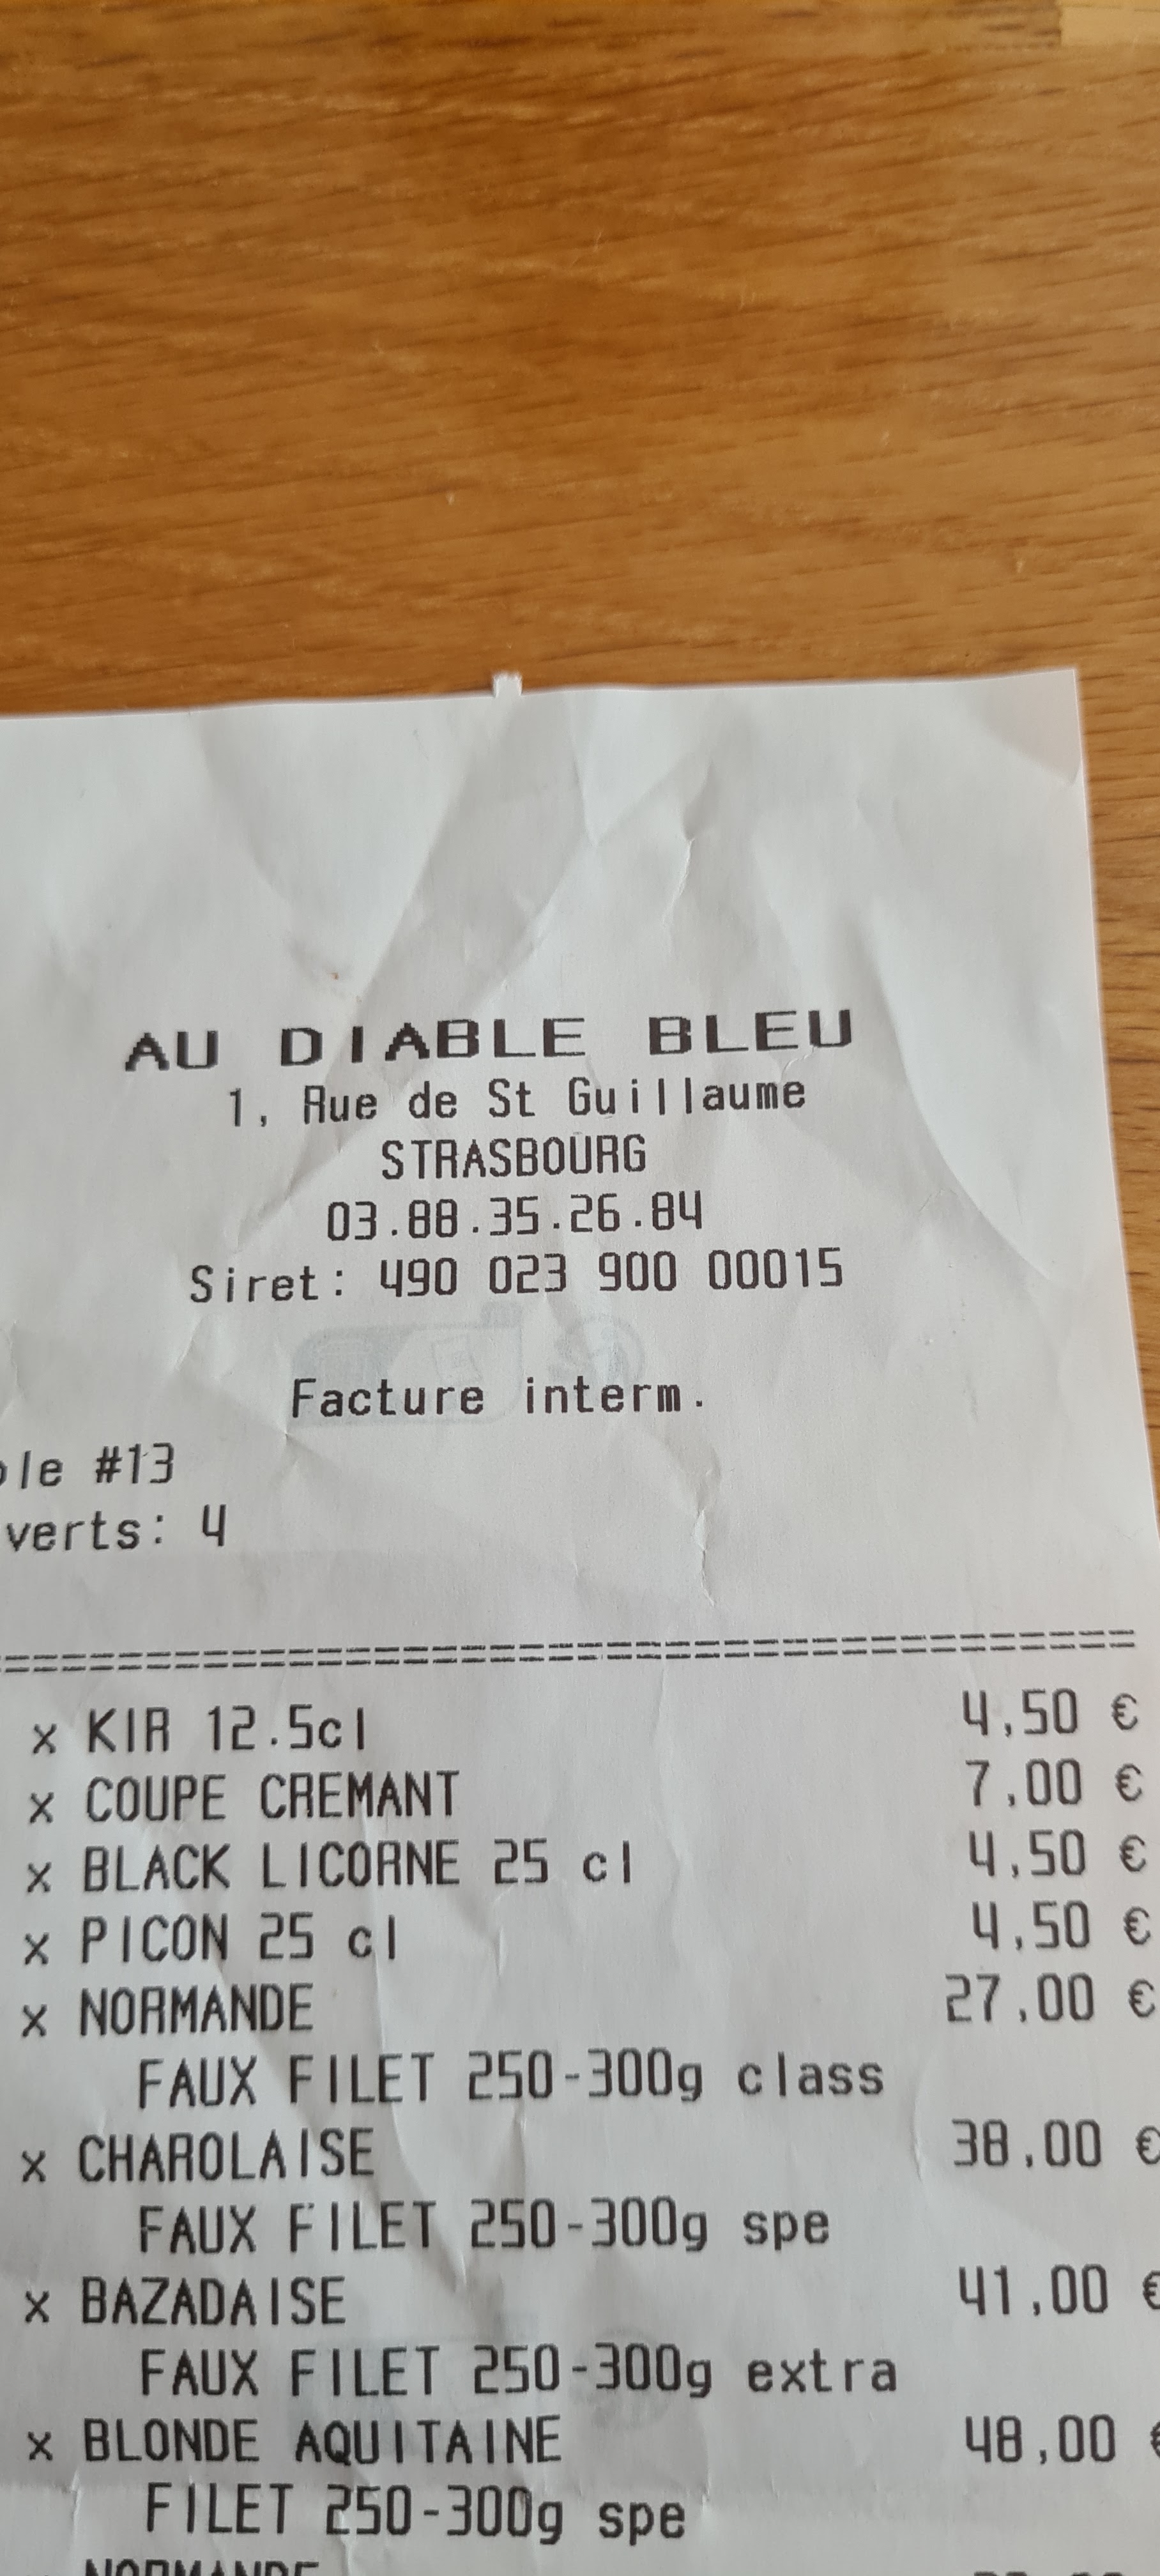 AU DIABLE BLEU
1, Rue de St Guillaume
STRASBOURG
03.88.35.26.84
Siret: 490 023 900 00015
Facture interm.
ble #13
verts: 4
x KIR 12.5cl 4,50 €
x COUPE CREMANT 7,00 €
x BLACK LICORNE 25 cl 4,50 €
x PICON 25 cl 4,50 €
x NORMANDE 27,00 €
FAUX FILET 250-300g class
x CHAROLAISE 38,00 €
FAUX FILET 250-300g spe
x BAZADAISE 41,00 €
FAUX FILET 250-300g extra
x BLONDE AQUITAINE 48,00 €
FILET 250-300g spe
NORMANDE